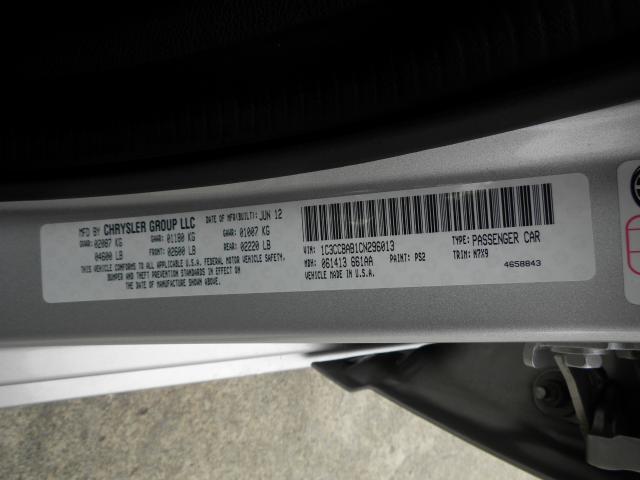 MFD BY CHRYSLER GROUP LLC DATE OF MFR(BUILT): JUN 12
GVWR: 02087 KG GAWR: 01180 KG GAWR: 01007 KG
04600 LB FRONT: 02600 LB REAR: 02220 LB
THIS VEHICLE CONFORMS TO ALL APPLICABLE U.S.A. FEDERAL MOTOR VEHICLE SAFETY,
BUMPER AND THEFT PREVENTION STANDARDS IN EFFECT ON
THE DATE OF MANUFACTURE SHOWN ABOVE.
VIN: 1C3CCBAB1CN296013 TYPE: PASSENGER CAR
MDH: 061413 661AA PAINT: PS2 TRIM: M7X9
VEHICLE MADE IN U.S.A. 4658843